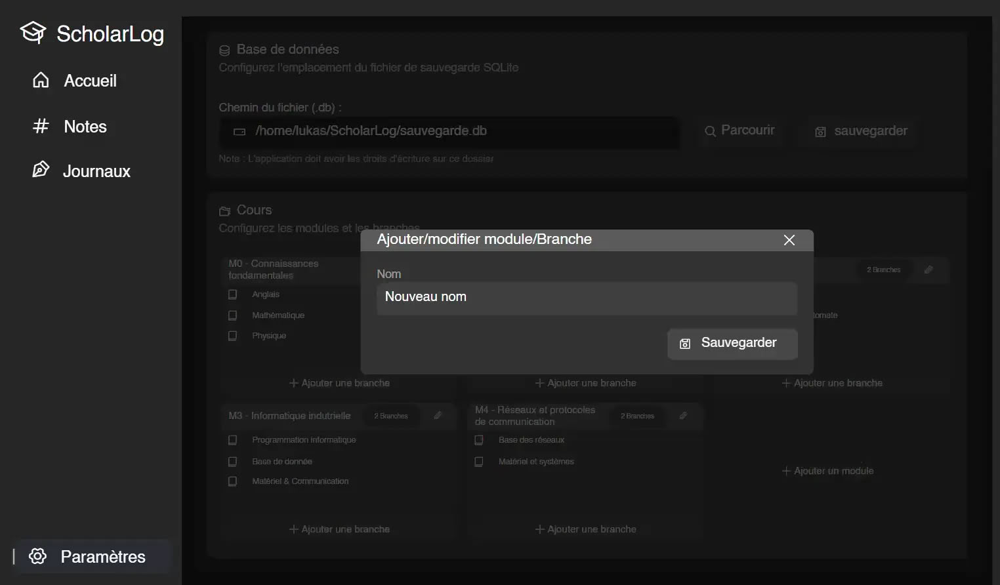 ScholarLog
Accueil
Notes
Journaux
Paramètres
Base de données
Configurez l'emplacement du fichier de sauvegarde SQLite
Chemin du fichier (.db) :
/home/lukas/ScholarLog/sauvegarde.db
Parcourir
sauvegarder
Note : L'application doit avoir les droits d'écriture sur ce dossier
Cours
Configurez les modules et les branches
Ajouter/modifier module/Branche
Nom
Nouveau nom
Sauvegarder
M0 - Connaissances
fondamentales
Anglais
Mathématique
Physique
+ Ajouter une branche
+ Ajouter une branche
2 Branches
tomate
+ Ajouter une branche
M3 - Informatique indutrielle
2 Branches
Programmation informatique
Base de donnée
Matériel & Communication
+ Ajouter une branche
M4 - Réseaux et protocoles
de communication
2 Branches
Base des réseaux
Matériel et systèmes
+ Ajouter une branche
+ Ajouter un module